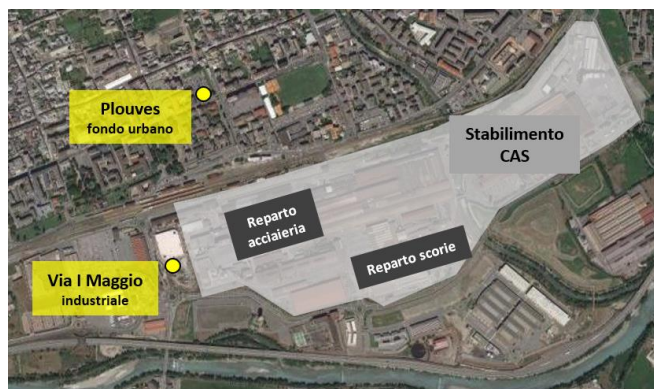 Plouves
fondo urbano
Stabilimento
CAS
Reparto
acciaieria
Reparto scorie
Via I Maggio
industriale